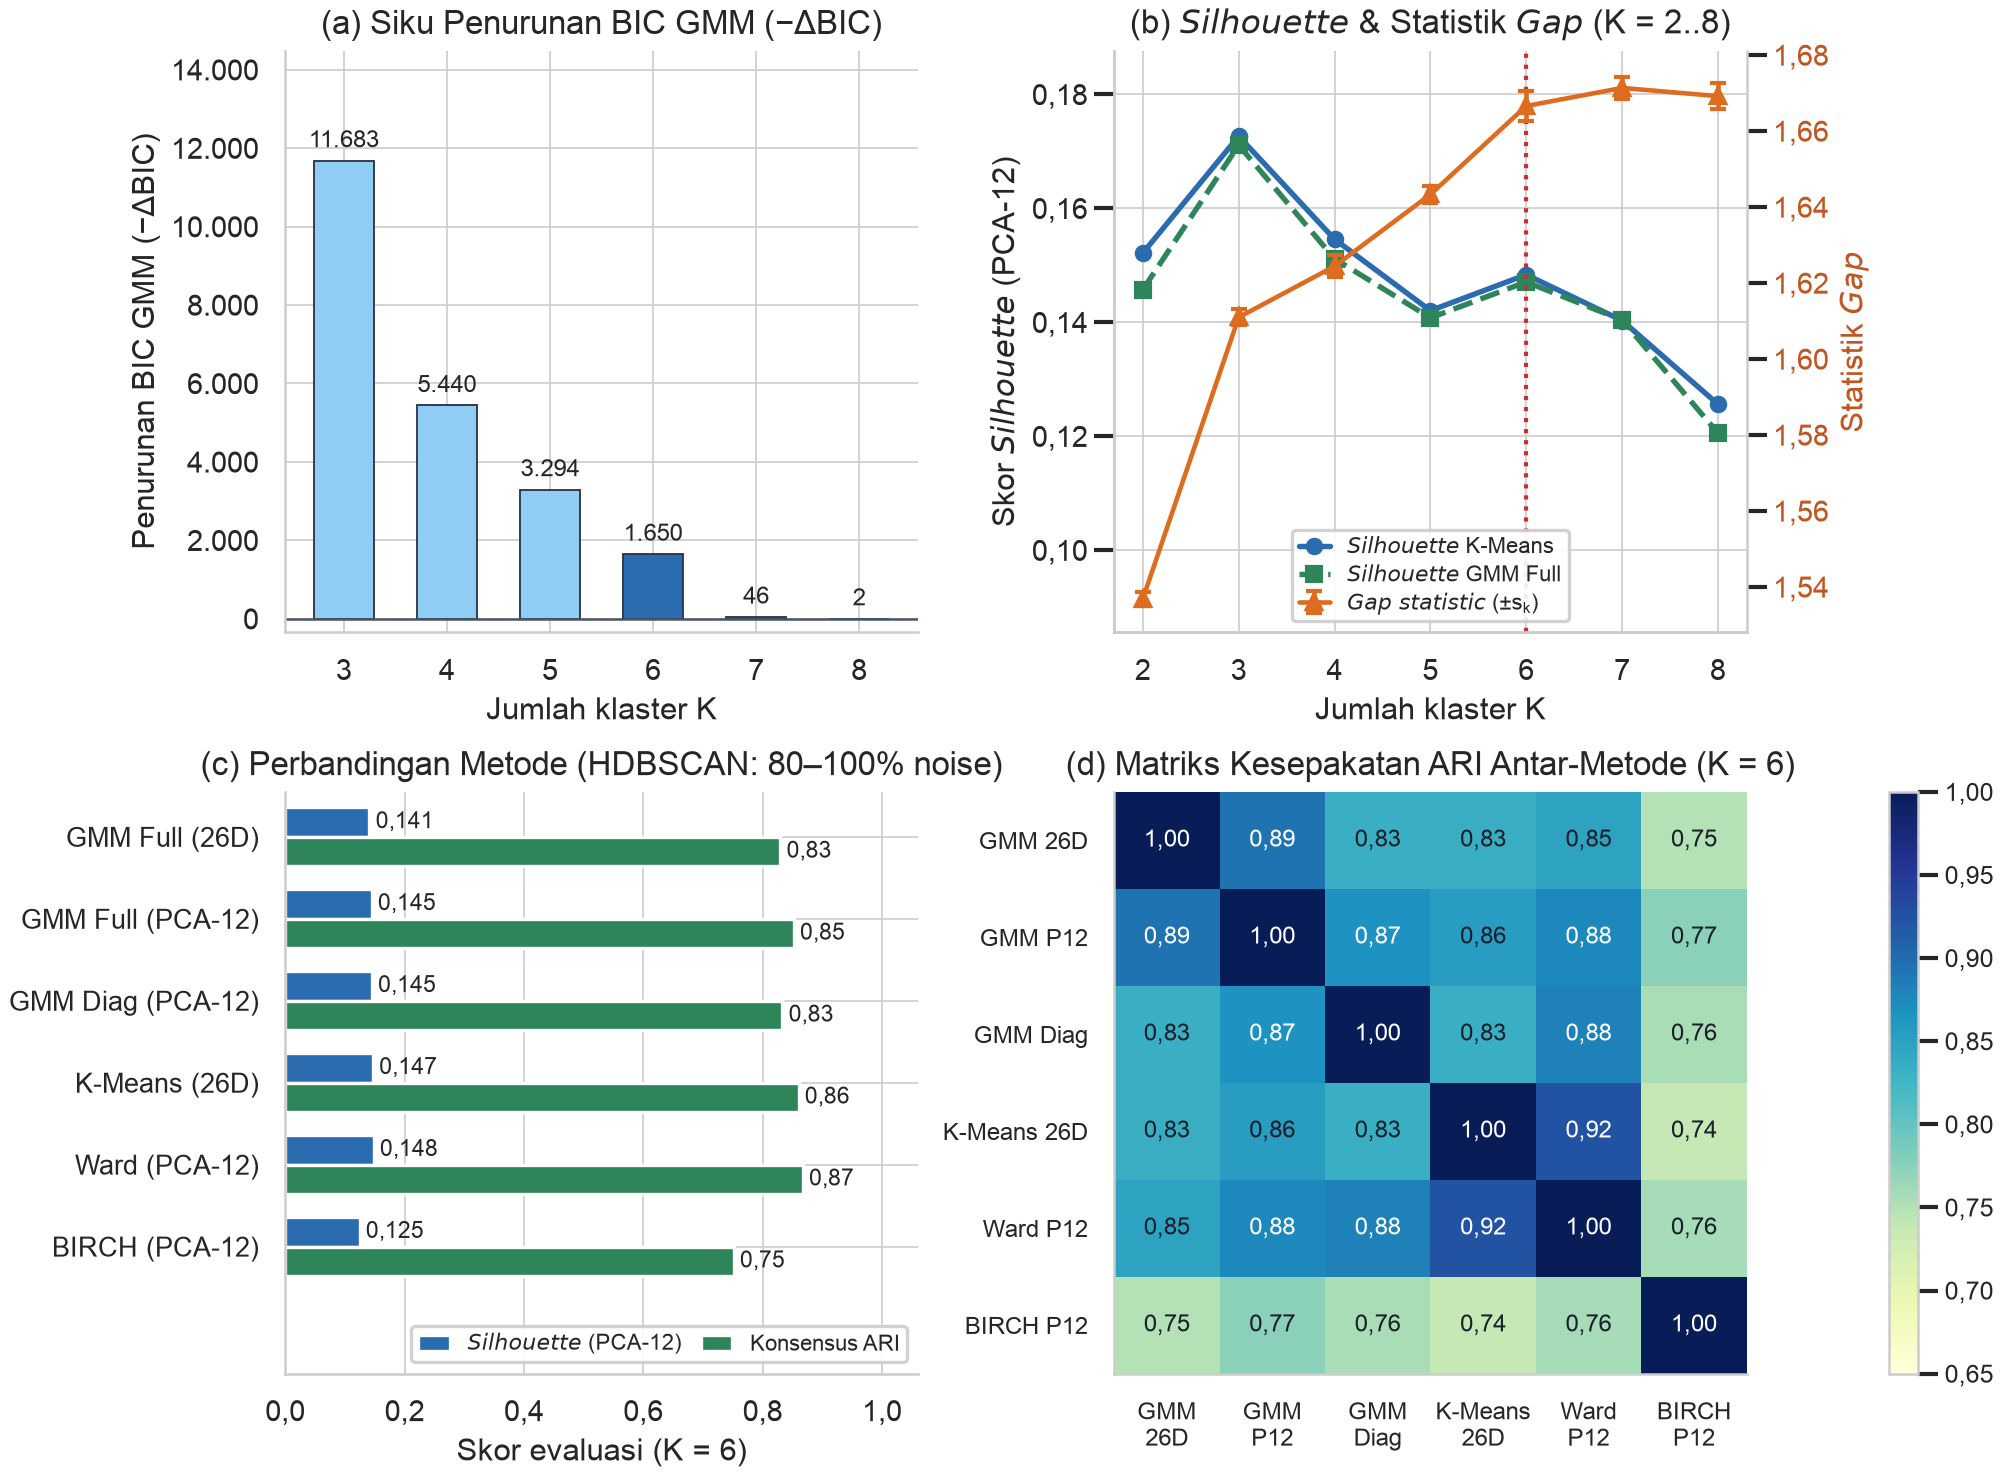 (a) Siku Penurunan BIC GMM (−ΔBIC)
Penurunan BIC GMM (−ΔBIC)
14.000
12.000
10.000
8.000
6.000
4.000
2.000
0
11.683
5.440
3.294
1.650
46
2
3 4 5 6 7 8
Jumlah klaster K
(b) Silhouette & Statistik Gap (K = 2..8)
Skor Silhouette (PCA-12)
0,18
0,16
0,14
0,12
0,10
1,68
1,66
1,64
1,62
1,60
1,58
1,56
1,54
Statistik Gap
Silhouette K-Means
Silhouette GMM Full
Gap statistic (±sₖ)
2 3 4 5 6 7 8
Jumlah klaster K
(c) Perbandingan Metode (HDBSCAN: 80–100% noise)
GMM Full (26D)
0,141
0,83
GMM Full (PCA-12)
0,145
0,85
GMM Diag (PCA-12)
0,145
0,83
K-Means (26D)
0,147
0,86
Ward (PCA-12)
0,148
0,87
BIRCH (PCA-12)
0,125
0,75
Silhouette (PCA-12) Konsensus ARI
0,0 0,2 0,4 0,6 0,8 1,0
Skor evaluasi (K = 6)
(d) Matriks Kesepakatan ARI Antar-Metode (K = 6)
GMM 26D 1,00 0,89 0,83 0,83 0,85 0,75
GMM P12 0,89 1,00 0,87 0,86 0,88 0,77
GMM Diag 0,83 0,87 1,00 0,83 0,88 0,76
K-Means 26D 0,83 0,86 0,83 1,00 0,92 0,74
Ward P12 0,85 0,88 0,88 0,92 1,00 0,76
BIRCH P12 0,75 0,77 0,76 0,74 0,76 1,00
GMM GMM GMM K-Means Ward BIRCH
26D P12 Diag 26D P12 P12
1,00
0,95
0,90
0,85
0,80
0,75
0,70
0,65